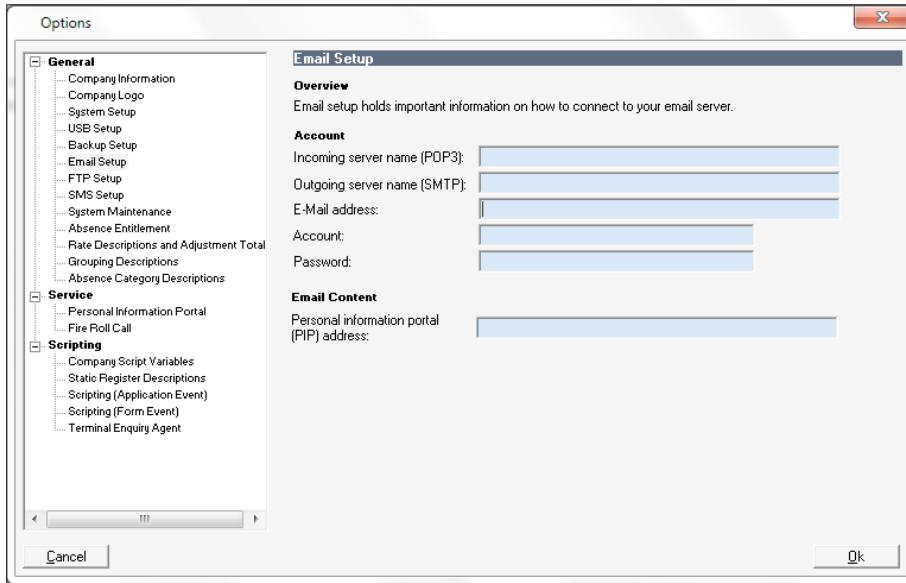 Options
General
Company Information
Company Logo
System Setup
USB Setup
Backup Setup
Email Setup
FTP Setup
SMS Setup
System Maintenance
Absence Entitlement
Rate Descriptions and Adjustment Total
Grouping Descriptions
Absence Category Descriptions
Service
Personal Information Portal
Fire Roll Call
Scripting
Company Script Variables
Static Register Descriptions
Scripting (Application Event)
Scripting (Form Event)
Terminal Enquiry Agent
Email Setup
Overview
Email setup holds important information on how to connect to your email server.
Account
Incoming server name (POP3):
Outgoing server name (SMTP):
E-Mail address:
Account:
Password:
Email Content
Personal information portal
(PIP) address:
Cancel
Ok